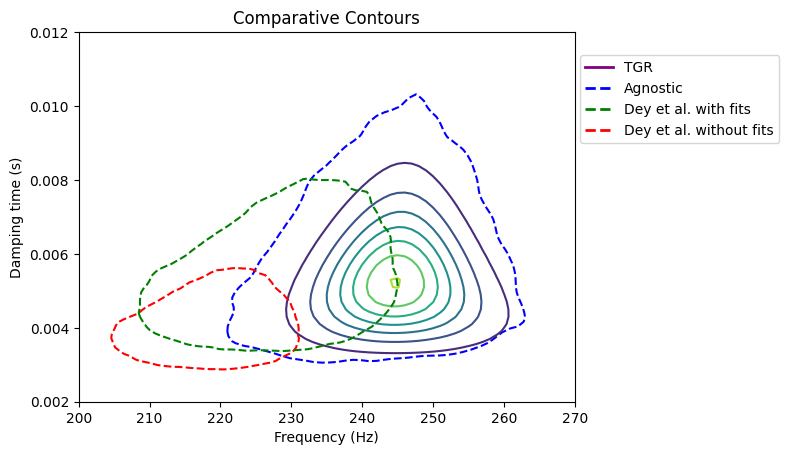 Comparative Contours
0.012
0.010
0.008
0.006
0.004
0.002
Damping time (s)
200 210 220 230 240 250 260 270
Frequency (Hz)
TGR
Agnostic
Dey et al. with fits
Dey et al. without fits